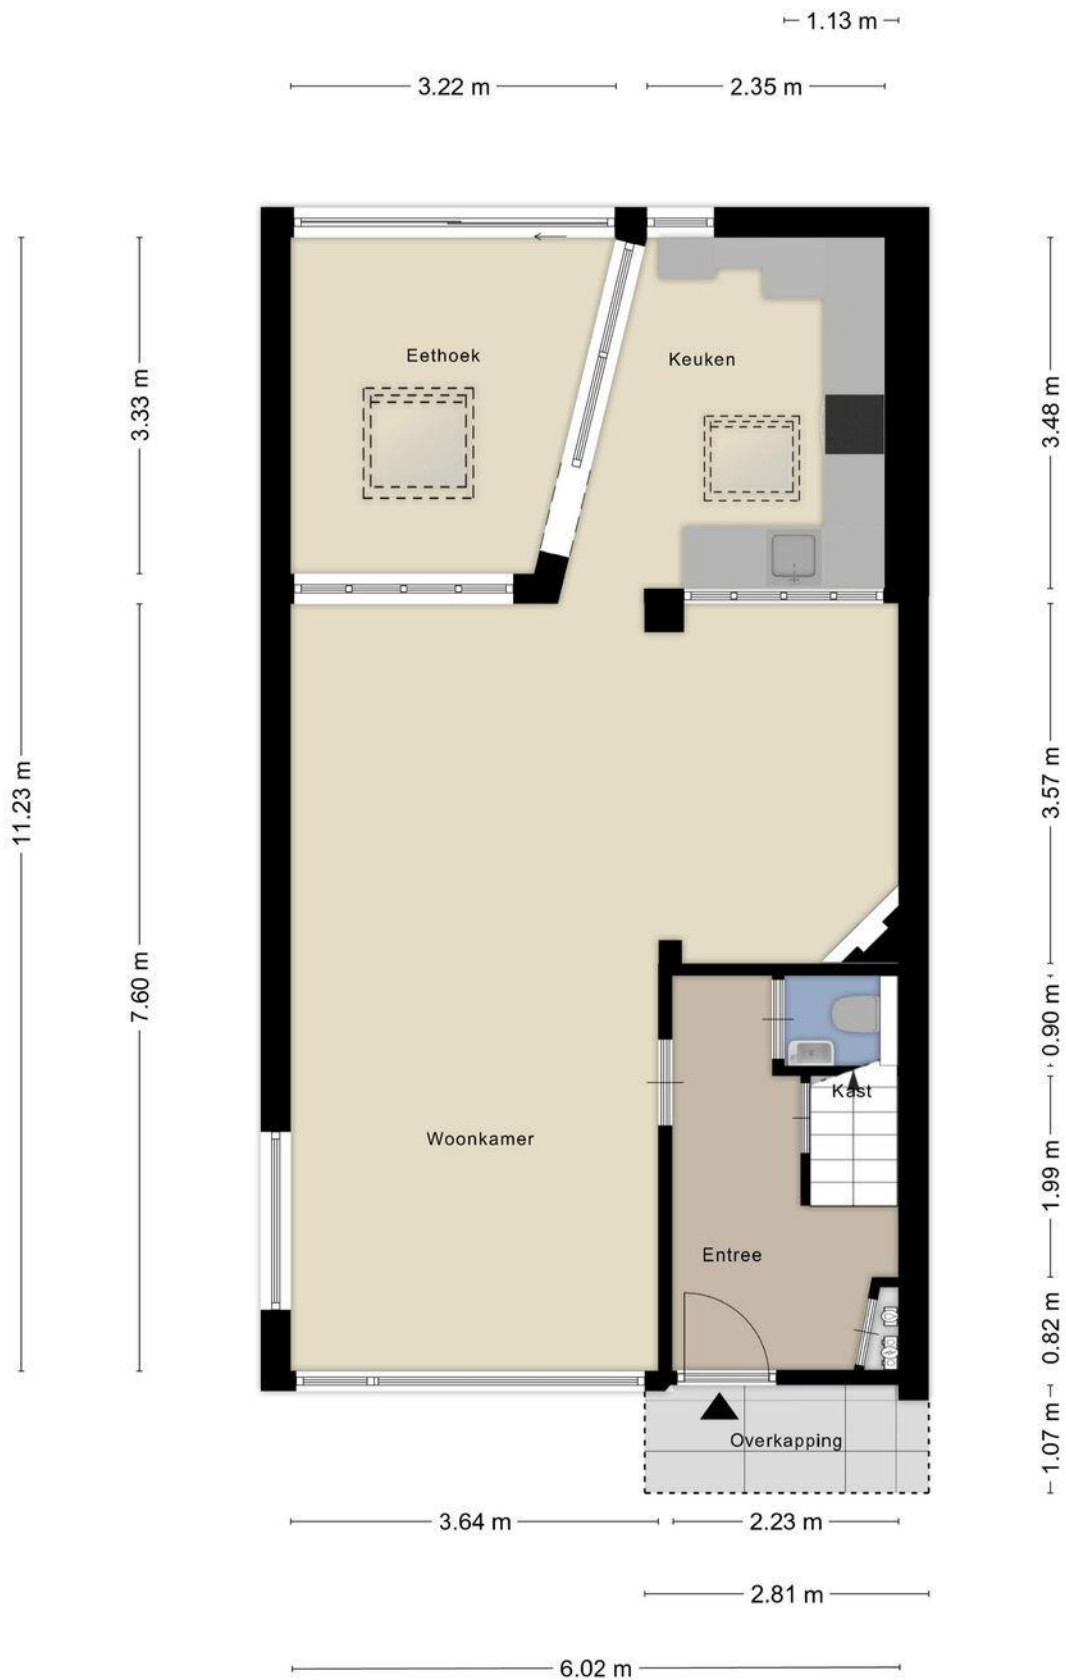 1.13 m
3.22 m
2.35 m
Eethoek
Keuken
3.33 m
3.48 m
11.23 m
3.57 m
7.60 m
0.90 m
Kast
Woonkamer
1.99 m
Entree
0.82 m
1.07 m
Overkapping
3.64 m
2.23 m
2.81 m
6.02 m